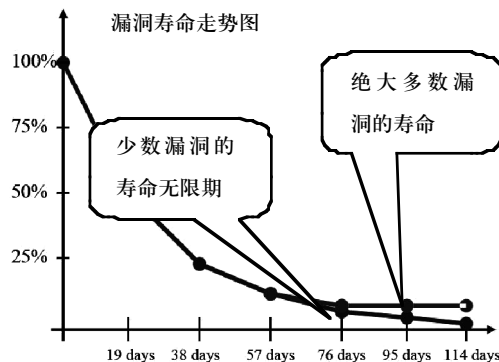 漏洞寿命走势图
100%
75%
50%
25%
少数漏洞的
寿命无限期
绝大多数漏
洞的寿命
19 days 38 days 57 days 76 days 95 days 114 days